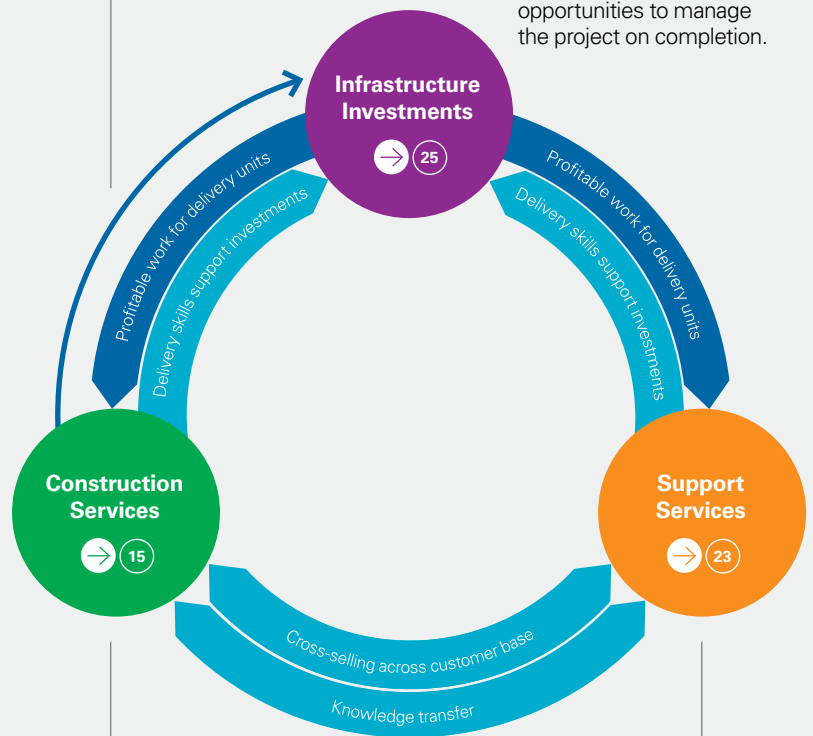 opportunities to manage
the project on completion.
Infrastructure
Investments
25
Profitable work for delivery units
Delivery skills support investments
Profitable work for delivery units
Delivery skills support investments
Construction
Services
15
Support
Services
23
Cross-selling across customer base
Knowledge transfer